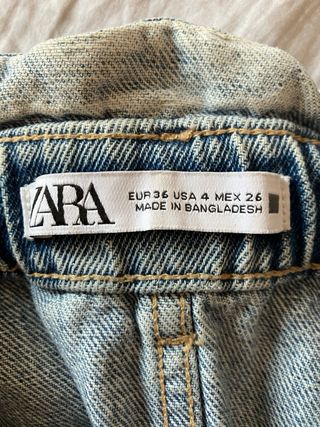 ZARA
EUR 36 USA 4 MEX 26
MADE IN BANGLADESH